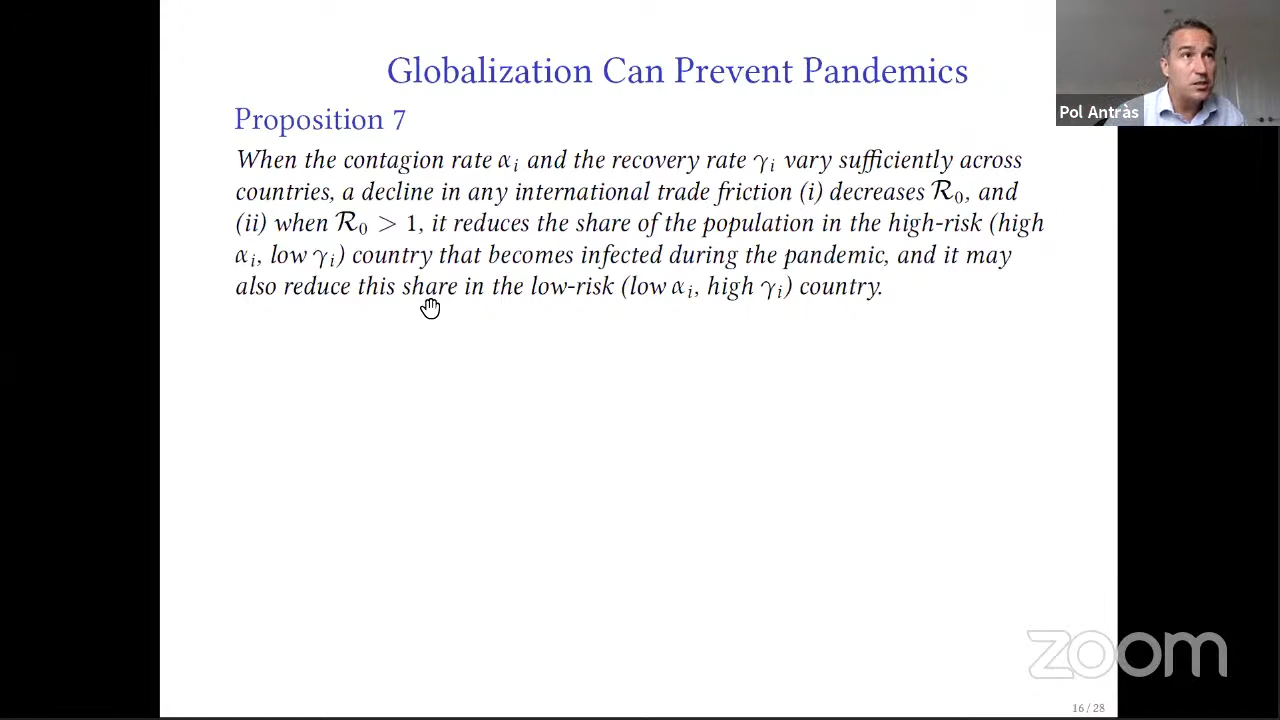 Globalization Can Prevent Pandemics
Pol Antràs
Proposition 7
When the contagion rate αᵢ and the recovery rate γᵢ vary sufficiently across
countries, a decline in any international trade friction (i) decreases ℛ₀, and
(ii) when ℛ₀ > 1, it reduces the share of the population in the high-risk (high
αᵢ, low γᵢ) country that becomes infected during the pandemic, and it may
also reduce this share in the low-risk (low αᵢ, high γᵢ) country.
zoom
16 / 28